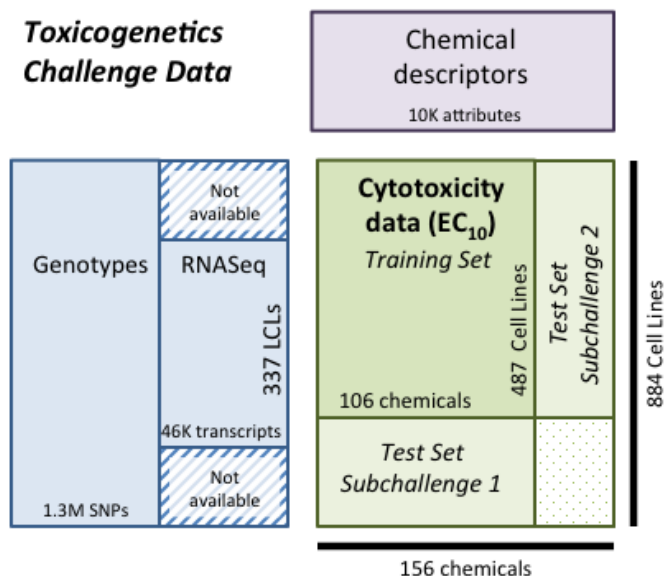 Toxicogenetics
Challenge Data
Chemical
descriptors
10K attributes
Not
available
Genotypes
RNASeq
337 LCLs
46K transcripts
Not
available
1.3M SNPs
Cytotoxicity
data (EC10)
Training Set
487 Cell Lines
106 chemicals
Test Set
Subchallenge 2
Test Set
Subchallenge 1
884 Cell Lines
156 chemicals